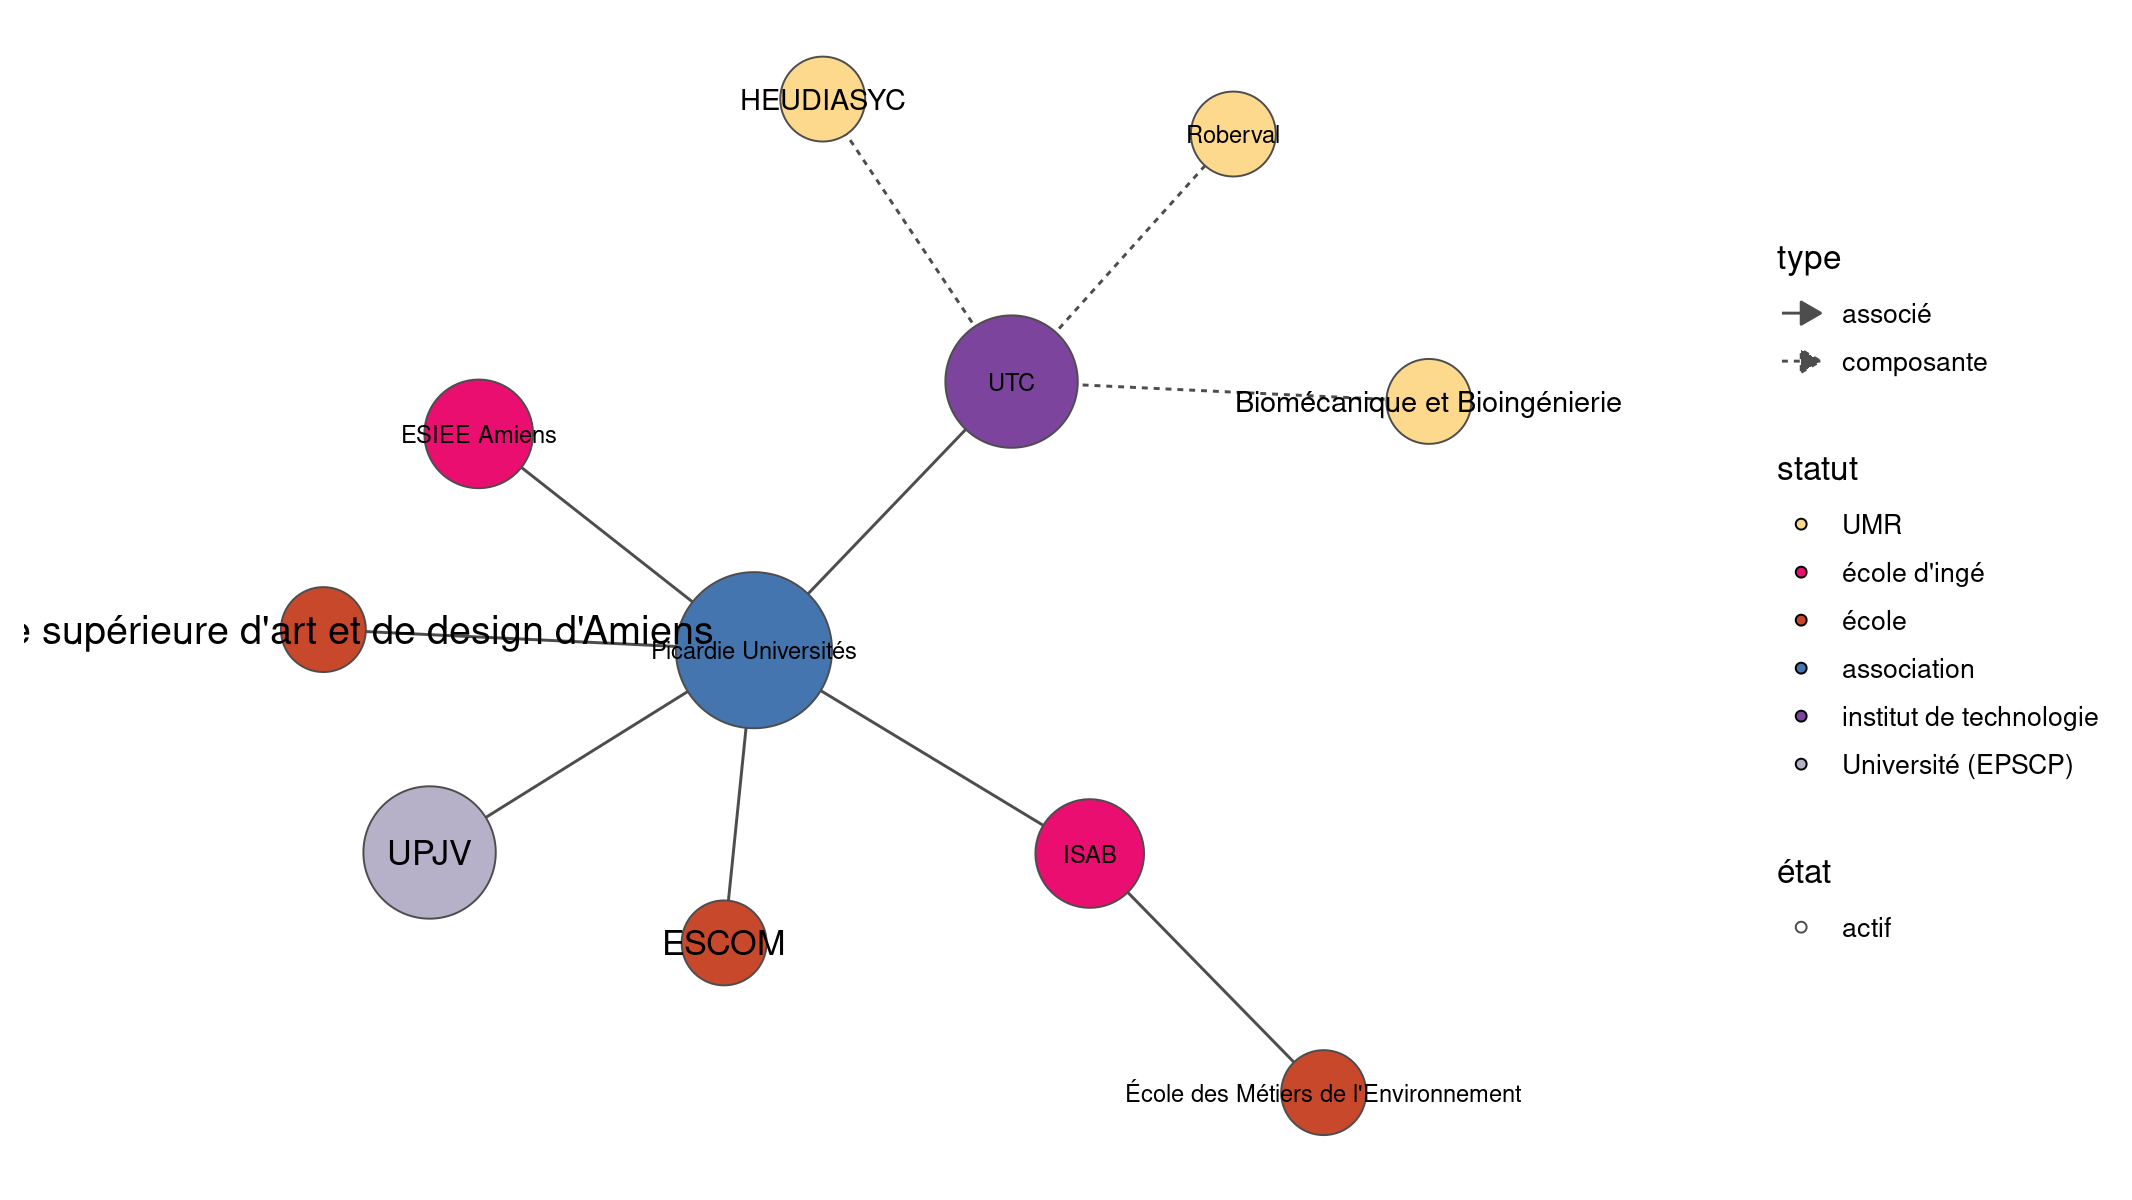 HEUDIASYC
Roberval
UTC
Biomécanique et Bioingénierie
ESIEE Amiens
supérieure d'art et de design d'Amiens
Picardie Universités
UPJV
ISAB
ESCOM
École des Métiers de l'Environnement
type
associé
composante
statut
UMR
école d'ingé
école
association
institut de technologie
Université (EPSCP)
état
actif